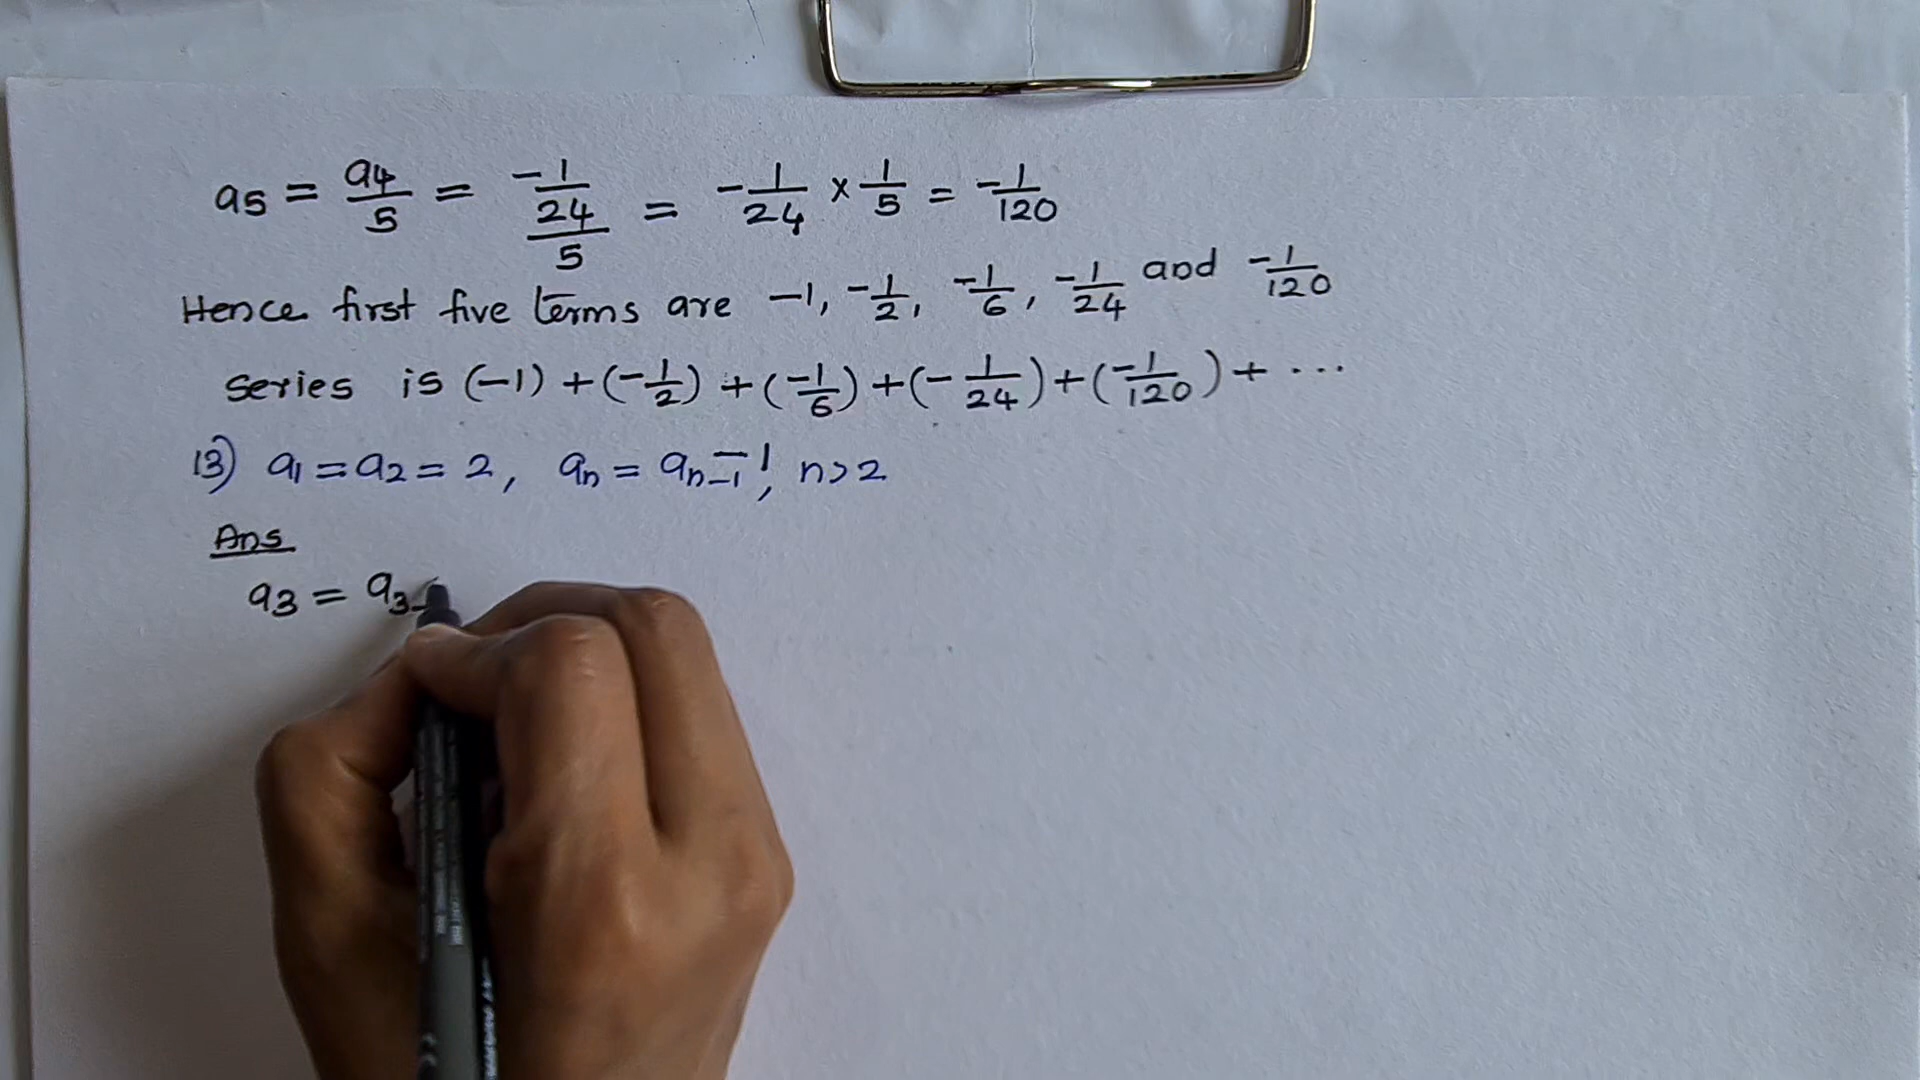 a5 = a4/5 = (-1/24)/5 = -1/24 × 1/5 = -1/120
Hence first five terms are -1, -1/2, -1/6, -1/24 and -1/120
Series is (-1) + (-1/2) + (-1/6) + (-1/24) + (-1/120) + ...
13) a1 = a2 = 2, an = an-1 - 1, n > 2
Ans
a3 = a3-